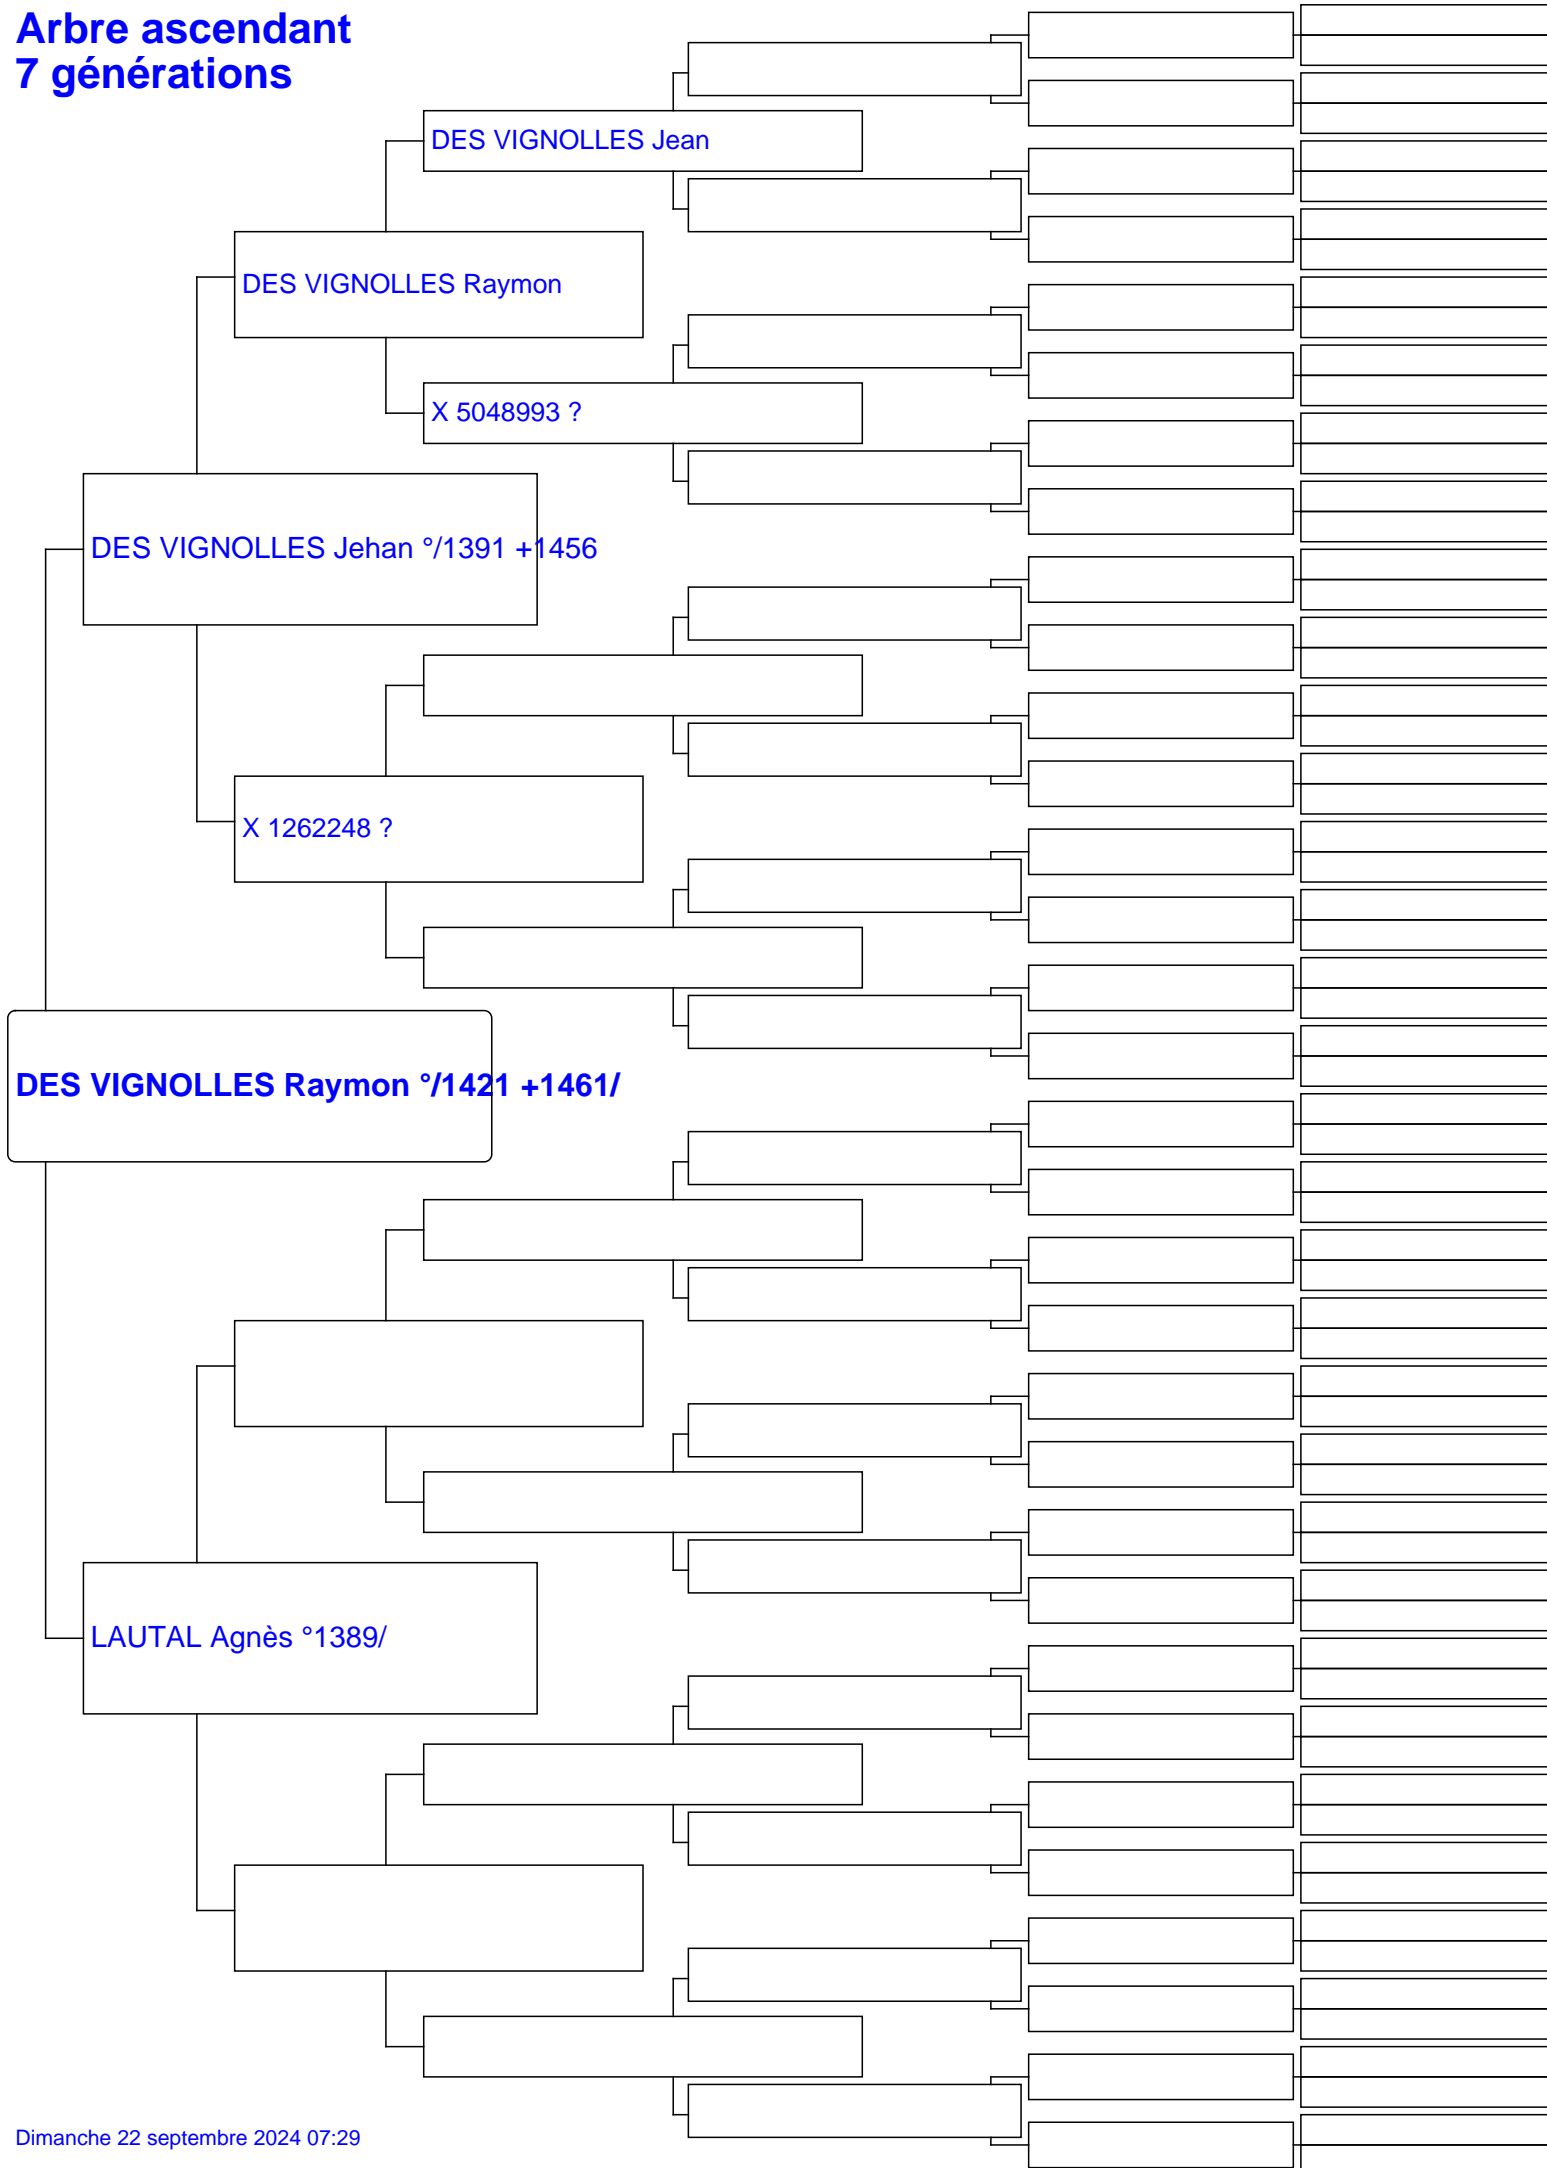 Arbre ascendant
7 générations
DES VIGNOLLES Jean
DES VIGNOLLES Raymon
X 5048993 ?
DES VIGNOLLES Jehan °/1391 +1456
X 1262248 ?
DES VIGNOLLES Raymon °/1421 +1461/
LAUTAL Agnès °1389/
Dimanche 22 septembre 2024 07:29